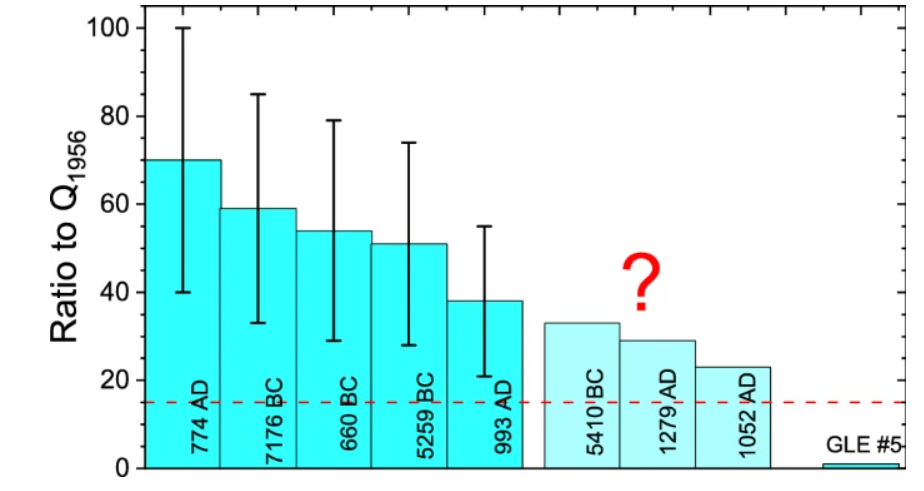 100
80
60
40
20
0
Ratio to Q1956
?
774 AD
7176 BC
660 BC
5259 BC
993 AD
5410 BC
1279 AD
1052 AD
GLE #5